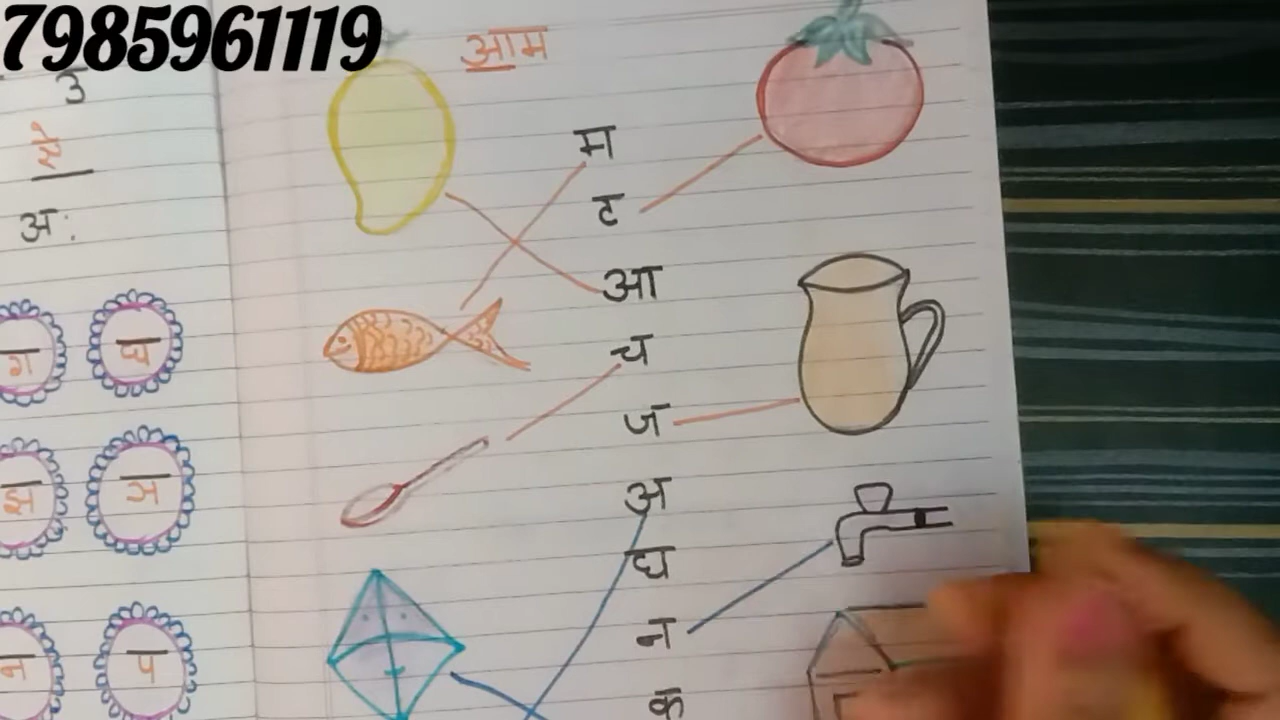 7985961119
आम
उ
अ:
म
ट
आ
ग घ
च
ज
झ ञ
अ
घ
न
न प
क